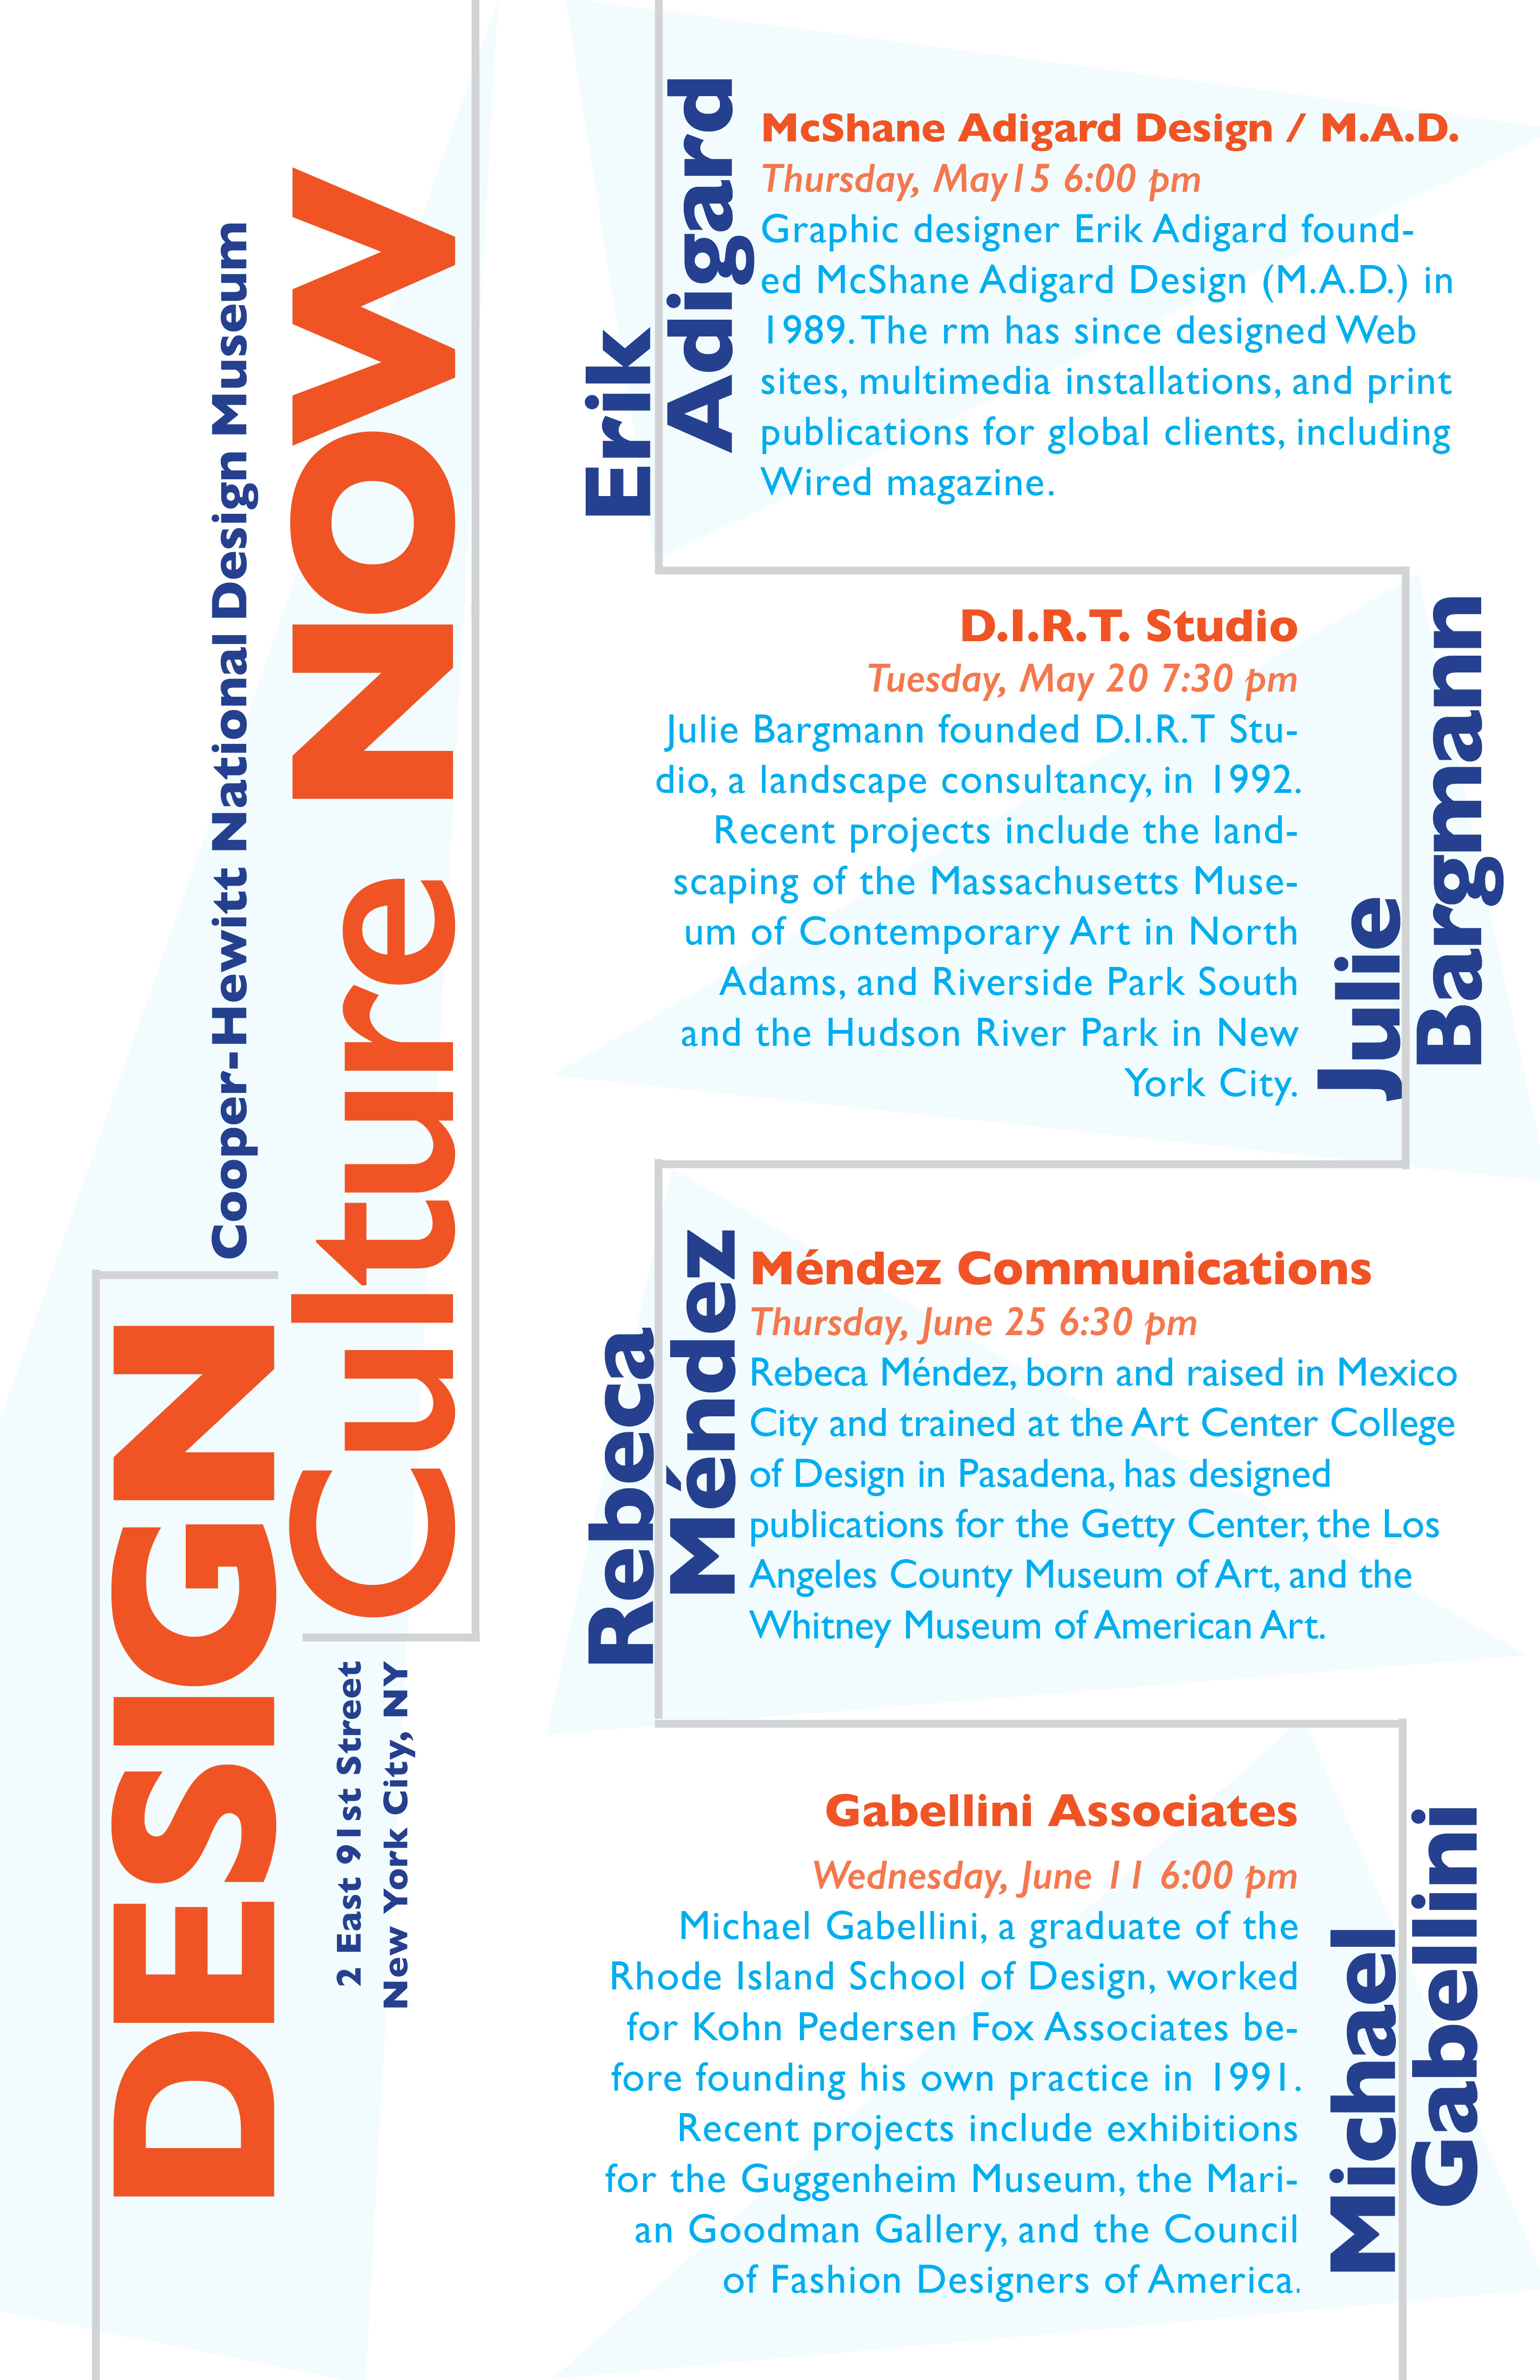 Cooper-Hewitt National Design Museum
DESIGN
Culture NOW
2 East 91st Street
New York City, NY
Erik
Adigard
McShane Adigard Design / M.A.D.
Thursday, May15 6:00 pm
Graphic designer Erik Adigard found-
ed McShane Adigard Design (M.A.D.) in
1989. The rm has since designed Web
sites, multimedia installations, and print
publications for global clients, including
Wired magazine.
D.I.R.T. Studio
Tuesday, May 20 7:30 pm
Julie Bargmann founded D.I.R.T Stu-
dio, a landscape consultancy, in 1992.
Recent projects include the land-
scaping of the Massachusetts Muse-
um of Contemporary Art in North
Adams, and Riverside Park South
and the Hudson River Park in New
York City.
Julie
Bargmann
Rebeca
Méndez
Méndez Communications
Thursday, June 25 6:30 pm
Rebeca Méndez, born and raised in Mexico
City and trained at the Art Center College
of Design in Pasadena, has designed
publications for the Getty Center, the Los
Angeles County Museum of Art, and the
Whitney Museum of American Art.
Gabellini Associates
Wednesday, June 11 6:00 pm
Michael Gabellini, a graduate of the
Rhode Island School of Design, worked
for Kohn Pedersen Fox Associates be-
fore founding his own practice in 1991.
Recent projects include exhibitions
for the Guggenheim Museum, the Mari-
an Goodman Gallery, and the Council
of Fashion Designers of America.
Michael
Gabellini